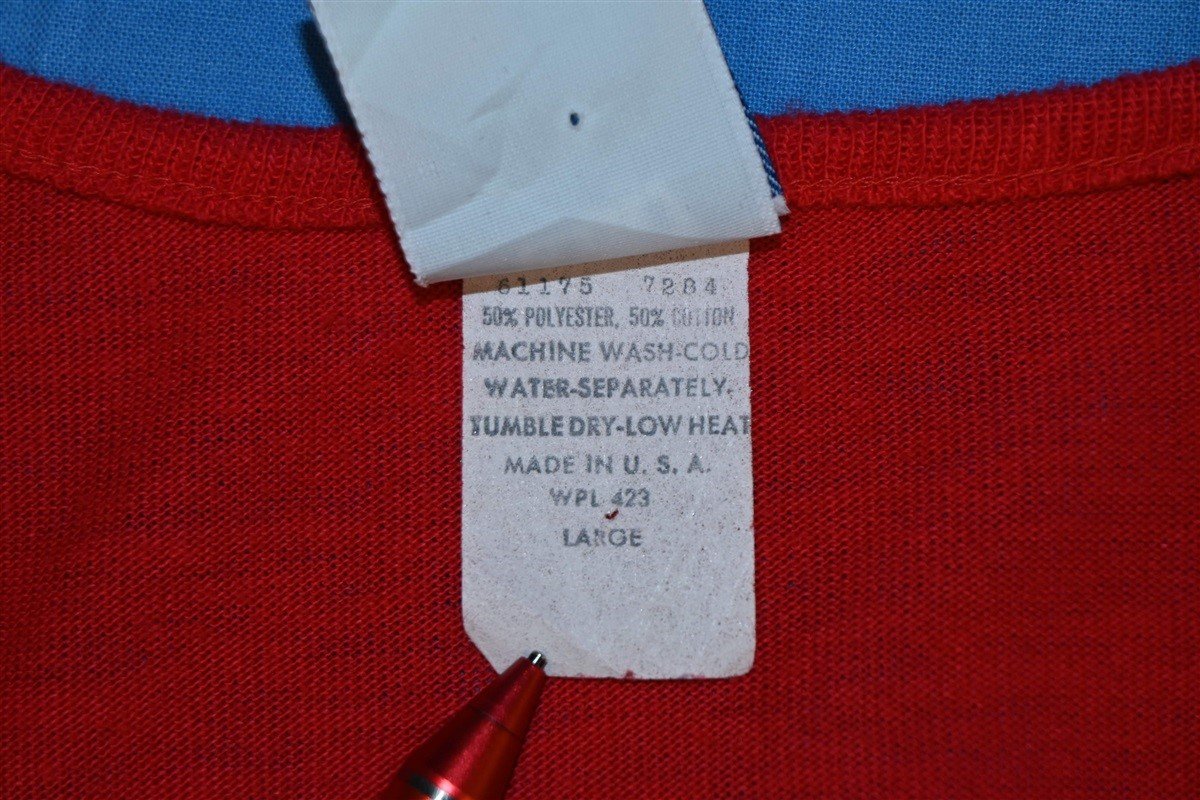 61175 7284
50% POLYESTER, 50% COTTON
MACHINE WASH-COLD
WATER-SEPARATELY-
TUMBLE DRY-LOW HEAT
MADE IN U. S. A.
WPL 423
LARGE